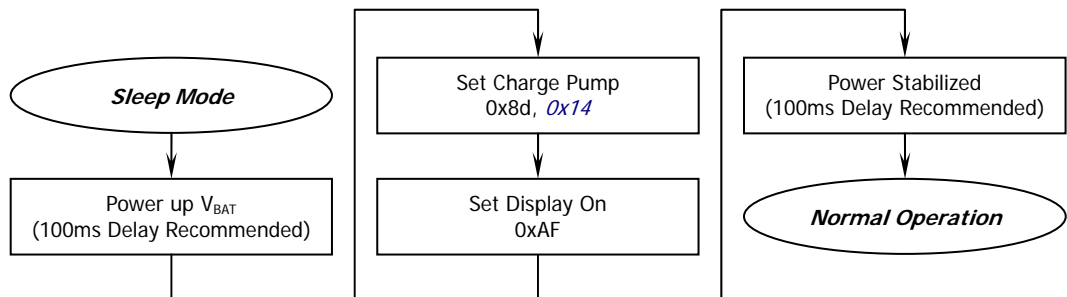 Sleep Mode
Power up VBAT
(100ms Delay Recommended)
Set Charge Pump
0x8d, 0x14
Set Display On
0xAF
Power Stabilized
(100ms Delay Recommended)
Normal Operation